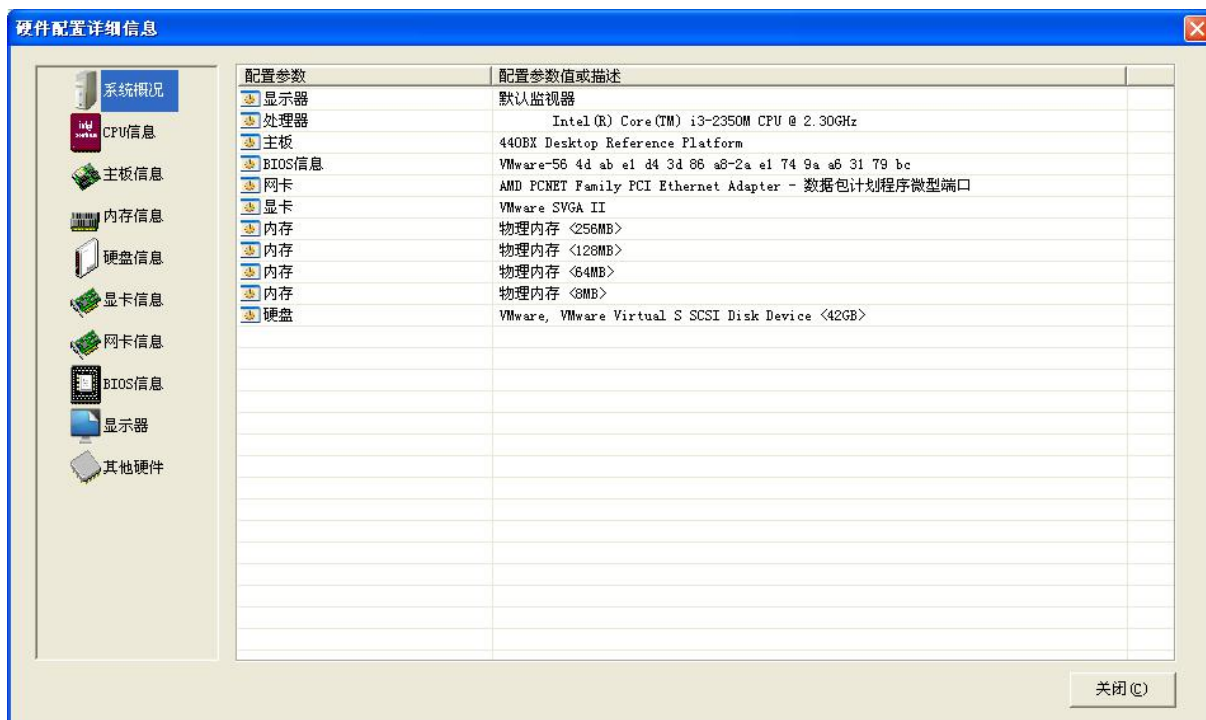 硬件配置详细信息
系统概况
CPU信息
主板信息
内存信息
硬盘信息
显卡信息
网卡信息
BIOS信息
显示器
其他硬件
配置参数 配置参数值或描述
显示器 默认监视器
处理器 Intel(R) Core(TM) i3-2350M CPU @ 2.30GHz
主板 440BX Desktop Reference Platform
BIOS信息 VMware-56 4d ab e1 d4 3d 86 a8-2a e1 74 9a a6 31 79 bc
网卡 AMD PCNET Family PCI Ethernet Adapter - 数据包计划程序微型端口
显卡 VMware SVGA II
内存 物理内存 <256MB>
内存 物理内存 <128MB>
内存 物理内存 <64MB>
内存 物理内存 <8MB>
硬盘 VMware, VMware Virtual S SCSI Disk Device <42GB>
关闭(C)